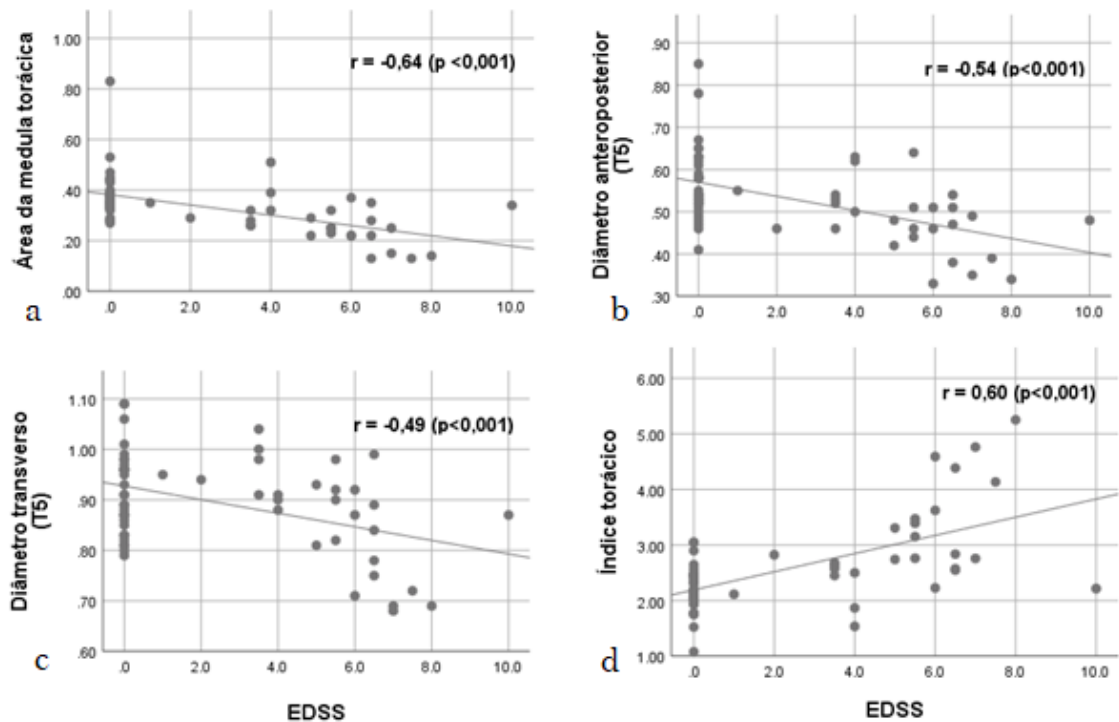 r = -0,64 (p <0,001)
Área da medula torácica
1.00
.80
.60
.40
.20
.00
.0 2.0 4.0 6.0 8.0 10.0
a
r = -0.54 (p<0.001)
Diâmetro anteroposterior
(T5)
.90
.80
.70
.60
.50
.40
.30
.0 2.0 4.0 6.0 8.0 10.0
b
r = -0,49 (p<0,001)
Diâmetro transverso
(T5)
1.10
1.00
.90
.80
.70
.60
.0 2.0 4.0 6.0 8.0 10.0
c
EDSS
r = 0,60 (p<0,001)
Índice torácico
6.00
5.00
4.00
3.00
2.00
1.00
.0 2.0 4.0 6.0 8.0 10.0
d
EDSS